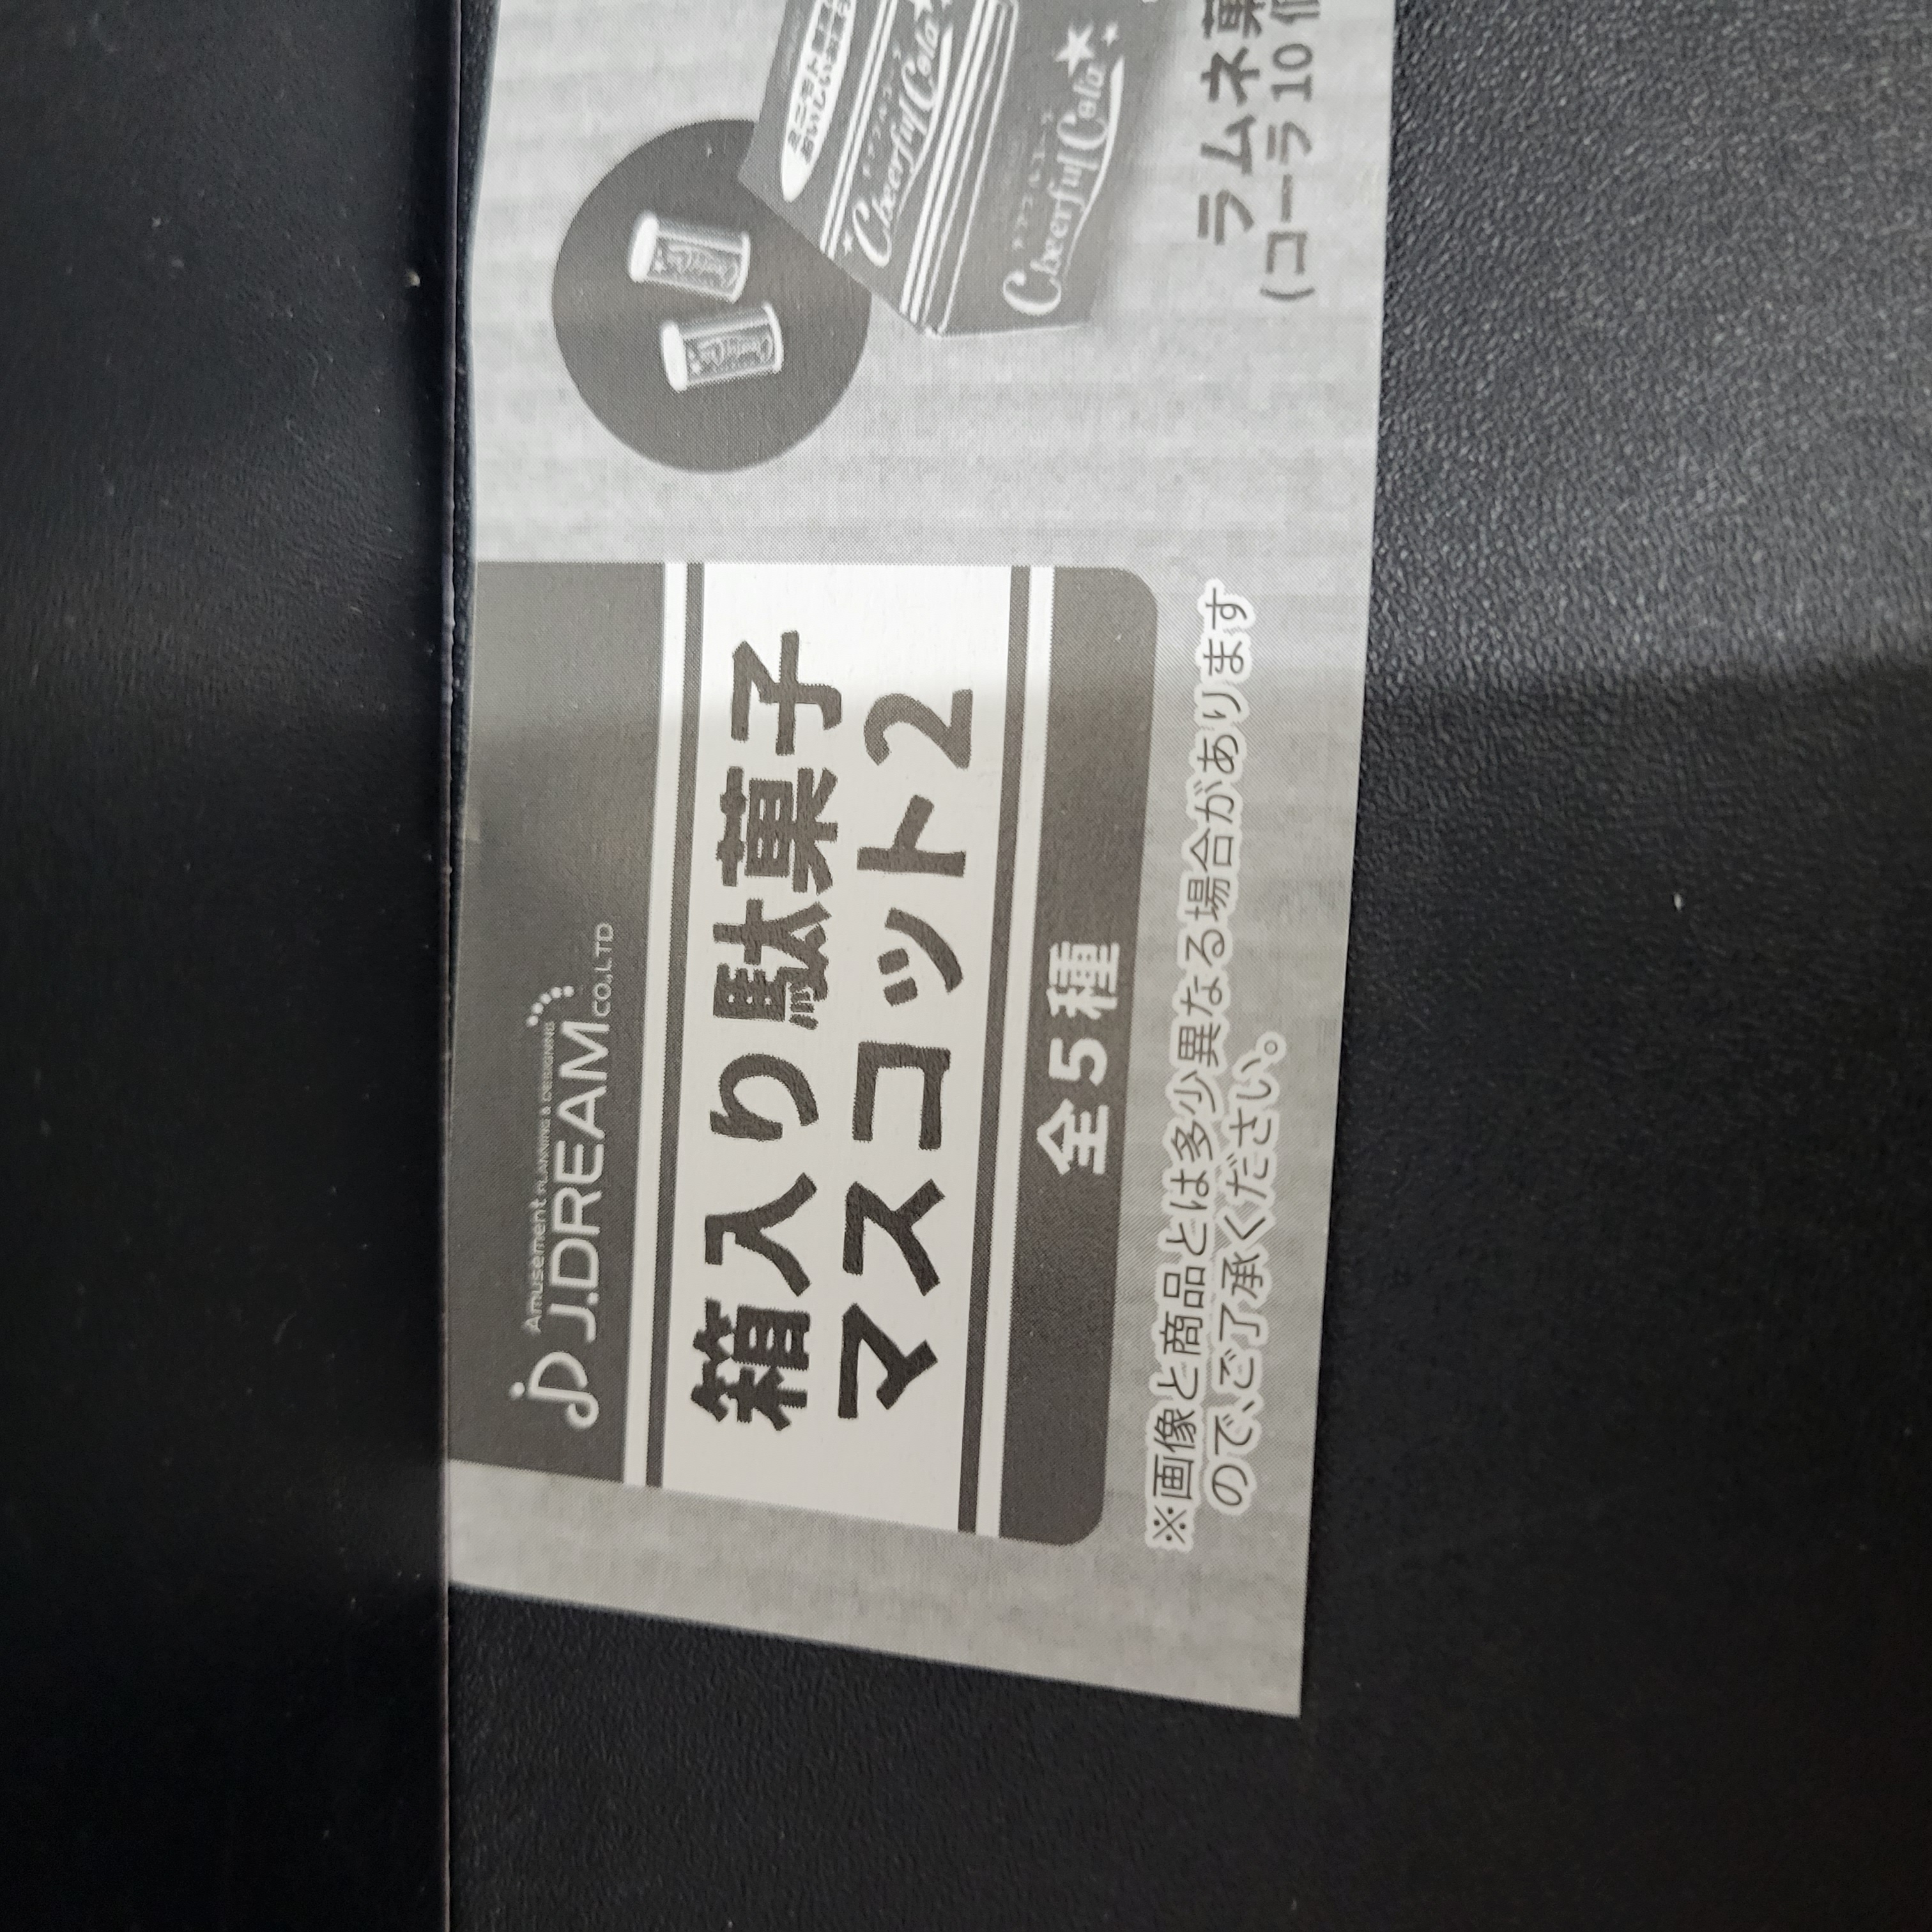 Amusement PLANNING & DESIGNING
J.DREAM CO.,LTD
箱入り駄菓子
マスコット2
全5種
※画像と商品とは多少異なる場合があります
ので、ご了承ください。
Cheerful Cola
Cheerful Cola
ラムネ菓
(コーラ10個